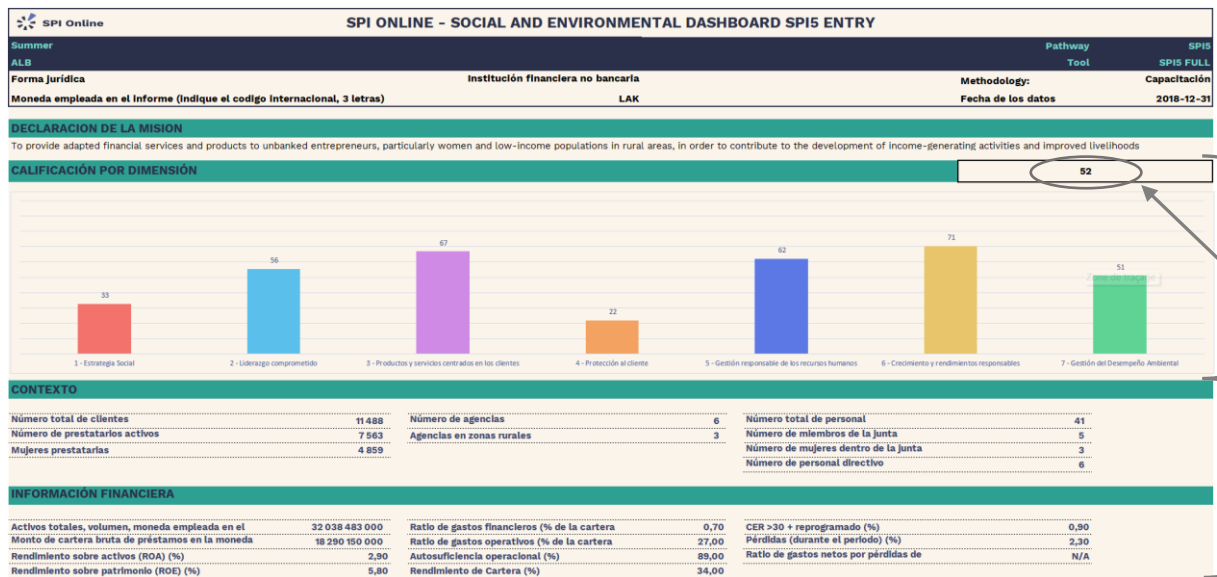 SPI Online
SPI ONLINE - SOCIAL AND ENVIRONMENTAL DASHBOARD SPI5 ENTRY
Summer Pathway SPI5
ALB Tool SPI5 FULL
Forma jurídica Institución financiera no bancaria Methodology: Capacitación
Moneda empleada en el informe (indique el codigo internacional, 3 letras) LAK Fecha de los datos 2018-12-31
DECLARACION DE LA MISION
To provide adapted financial services and products to unbanked entrepreneurs, particularly women and low-income populations in rural areas, in order to contribute to the development of income-generating activities and improved livelihoods
CALIFICACIÓN POR DIMENSIÓN 52
33 56 67 22 62 71 51
Zone de traçage
1 - Estrategia Social 2 - Liderazgo comprometido 3 - Productos y servicios centrados en los clientes 4 - Protección al cliente 5 - Gestión responsable de los recursos humanos 6 - Crecimiento y rendimientos responsables 7 - Gestión del Desempeño Ambiental
CONTEXTO
Número total de clientes 11 488 Número de agencias 6 Número total de personal 41
Número de prestatarios activos 7 563 Agencias en zonas rurales 3 Número de miembros de la junta 5
Mujeres prestatarias 4 859 Número de mujeres dentro de la junta 3
Número de personal directivo 6
INFORMACIÓN FINANCIERA
Activos totales, volumen, moneda empleada en el 32 038 483 000 Ratio de gastos financieros (% de la cartera 0,70 CER >30 + reprogramado (%) 0,90
Monto de cartera bruta de préstamos en la moneda 18 290 150 000 Ratio de gastos operativos (% de la cartera 27,00 Pérdidas (durante el periodo) (%) 2,30
Rendimiento sobre activos (ROA) (%) 2,90 Autosuficiencia operacional (%) 89,00 Ratio de gastos netos por pérdidas de N/A
Rendimiento sobre patrimonio (ROE) (%) 5,80 Rendimiento de Cartera (%) 34,00